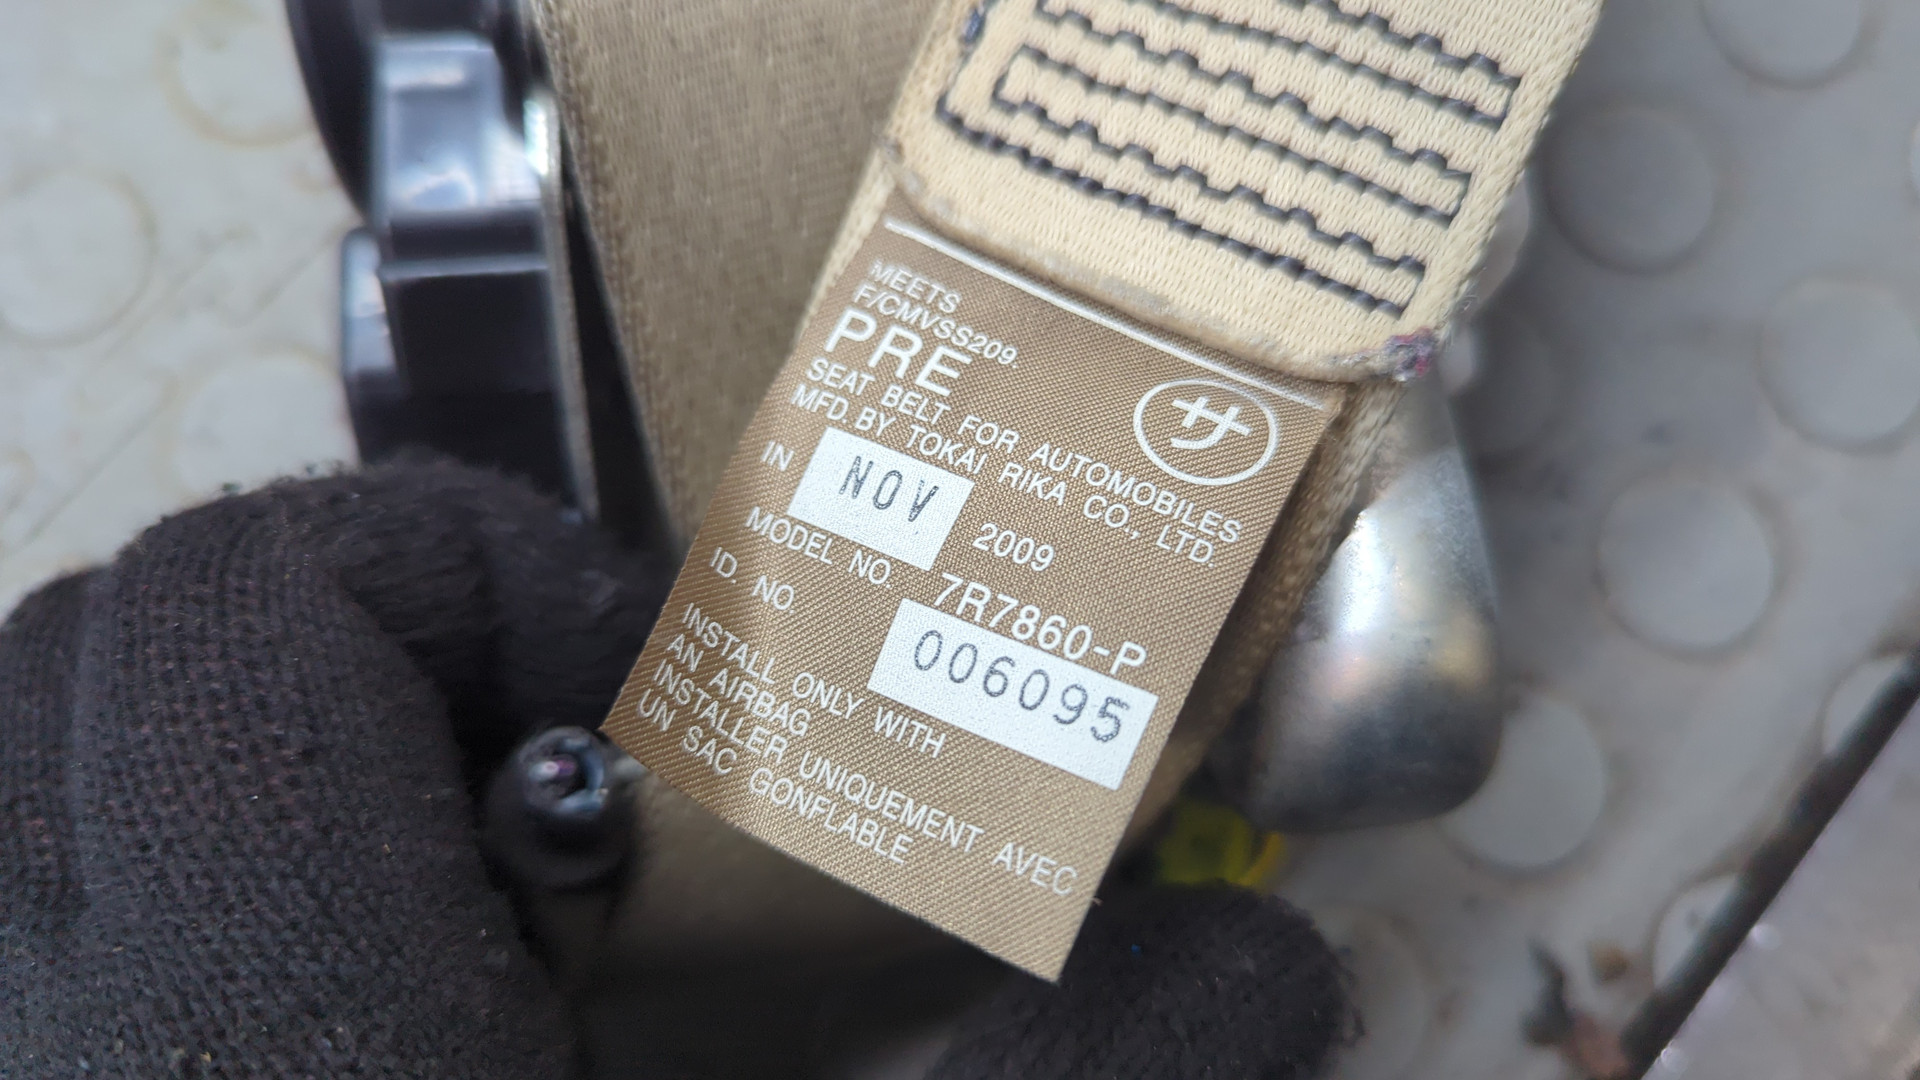 MEETS
F/CMVSS209.
PRE
サ
SEAT BELT FOR AUTOMOBILES
MFD BY TOKAI RIKA CO., LTD.
IN NOV 2009
MODEL NO. 7R7860-P
ID. NO 006095
INSTALL ONLY WITH
AN AIRBAG
INSTALLER UNIQUEMENT AVEC
UN SAC GONFLABLE